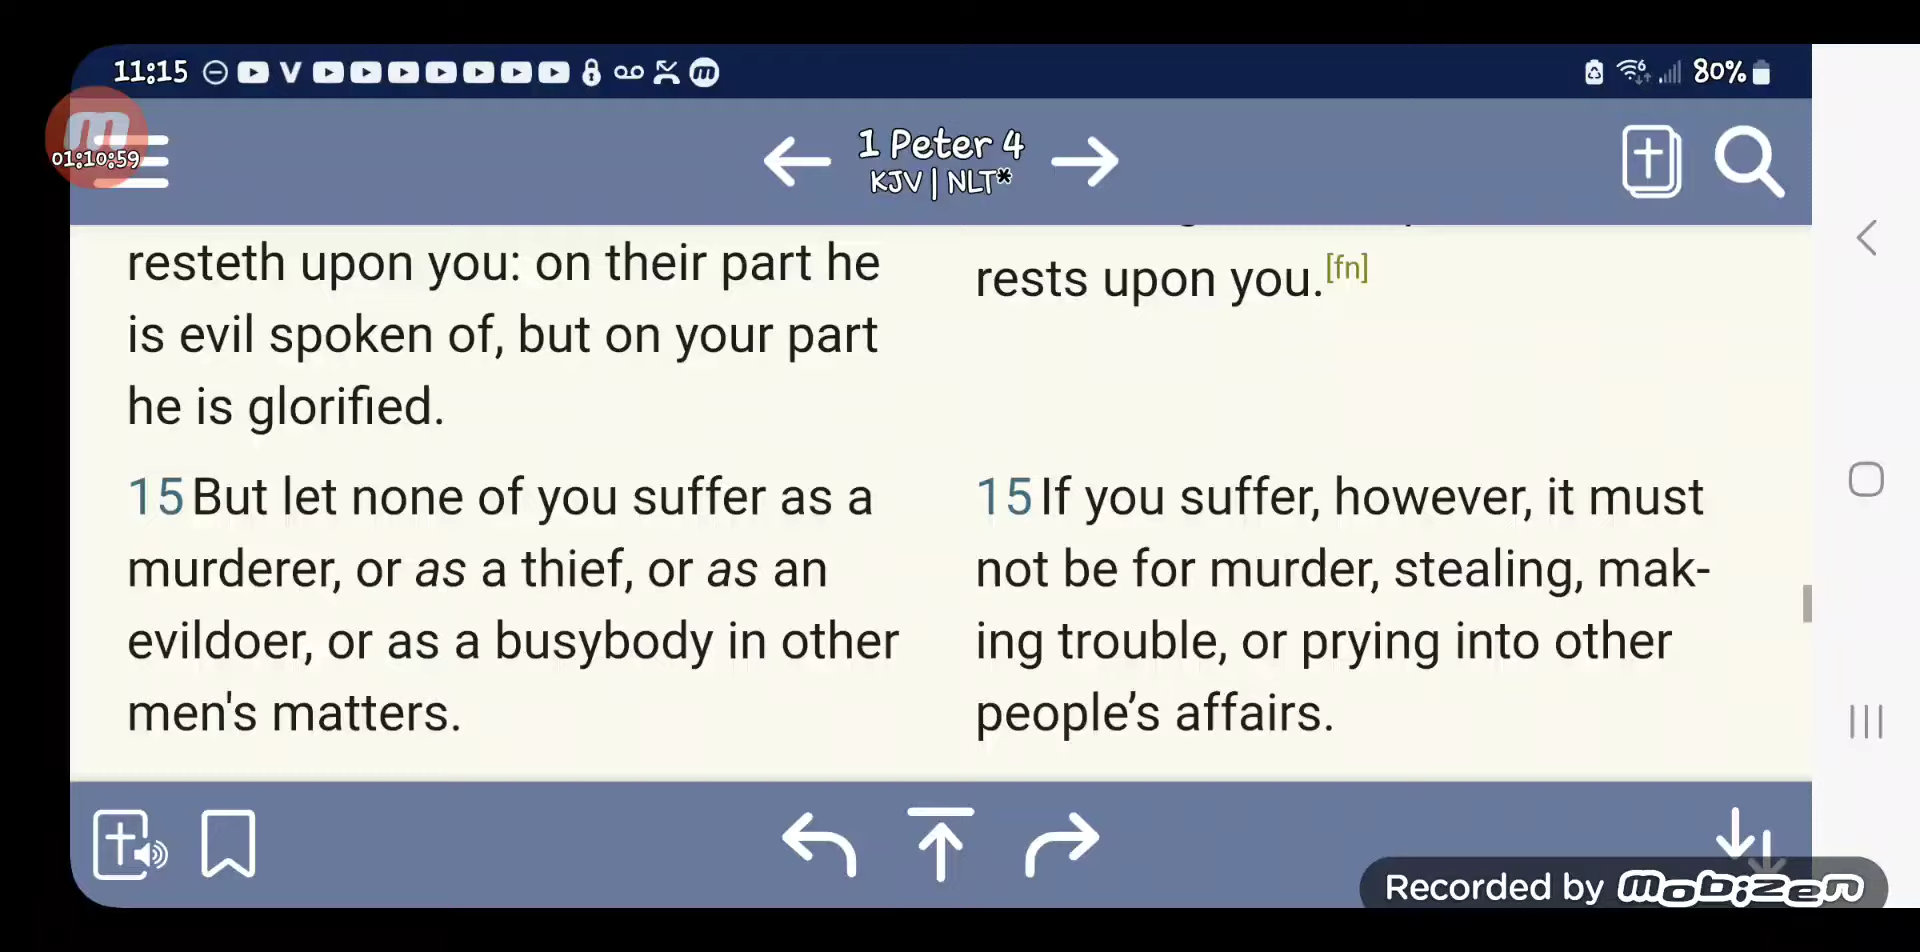 11:15
V
m
6
80%
m
01:10:59
1 Peter 4
KJV | NLT*
resteth upon you: on their part he
is evil spoken of, but on your part
he is glorified.
15 But let none of you suffer as a
murderer, or as a thief, or as an
evildoer, or as a busybody in other
men's matters.
rests upon you.[fn]
15 If you suffer, however, it must
not be for murder, stealing, mak-
ing trouble, or prying into other
people’s affairs.
Recorded by mobizen